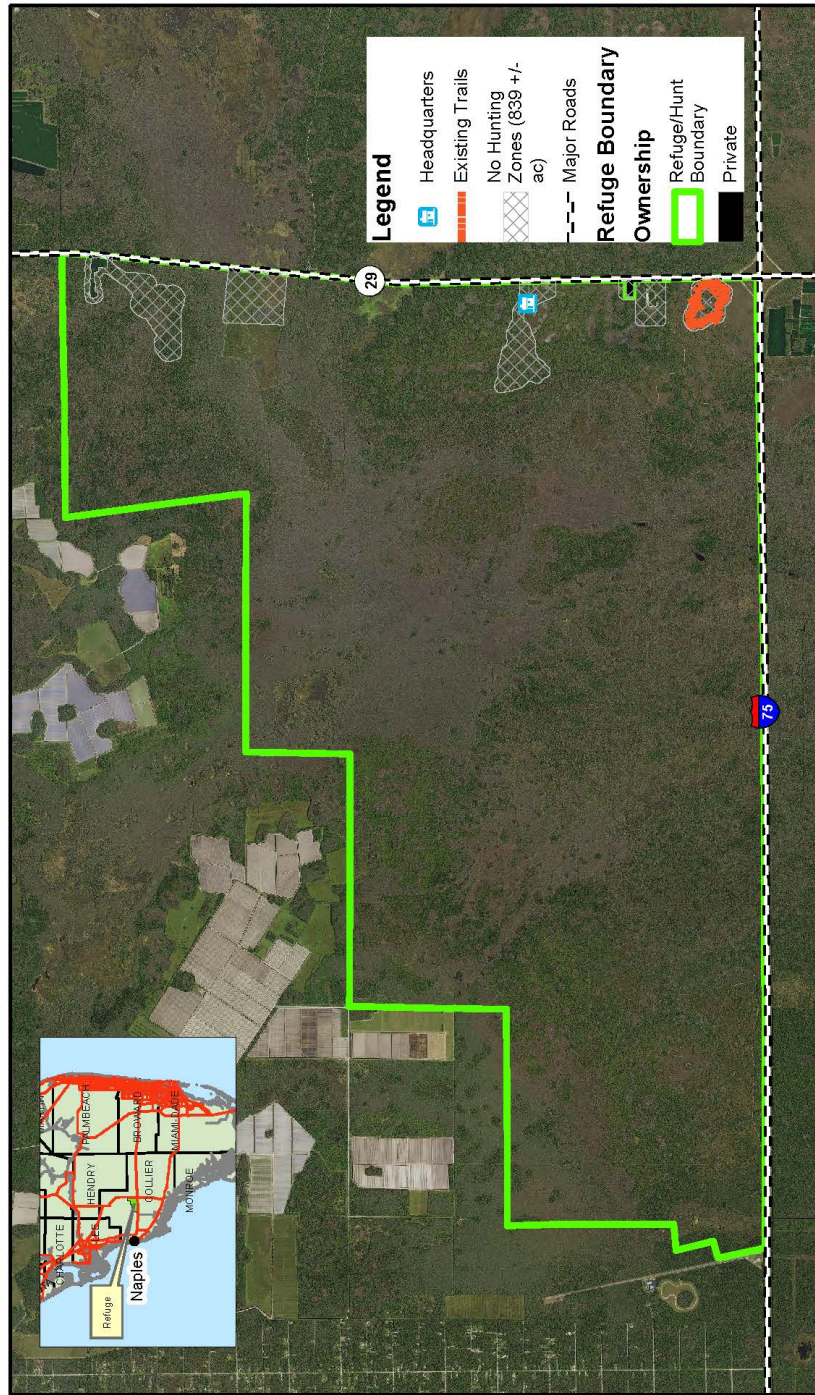 Legend
Headquarters
Existing Trails
No Hunting
Zones (839 +/-
ac)
Major Roads
Refuge Boundary
Ownership
Refuge/Hunt
Boundary
Private
29
75
Refuge
Naples
CHARLOTTE
LEE
HENDRY
PALM BEACH
COLLIER
BROWARD
MONROE
MIAMI-DADE